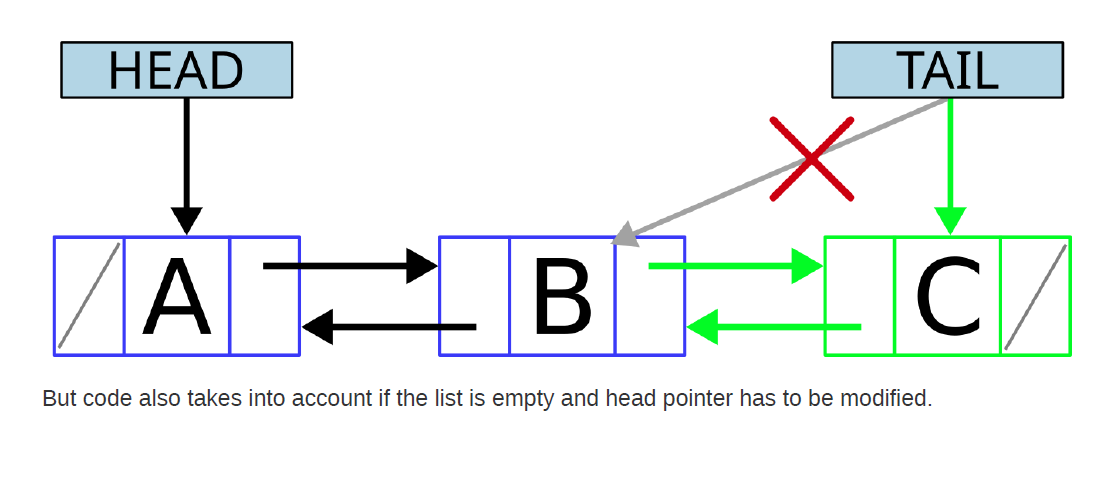 HEAD
TAIL
A
B
C
But code also takes into account if the list is empty and head pointer has to be modified.